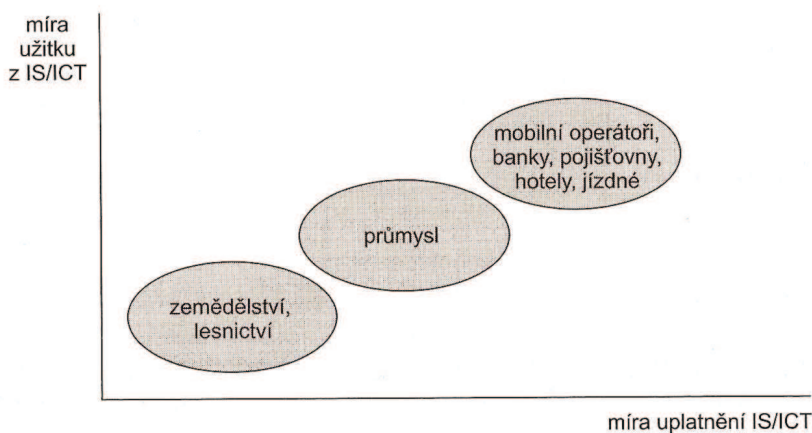 míra
užitku
z IS/ICT
mobilní operátoři,
banky, pojišťovny,
hotely, jízdné
průmysl
zemědělství,
lesnictví
míra uplatnění IS/ICT